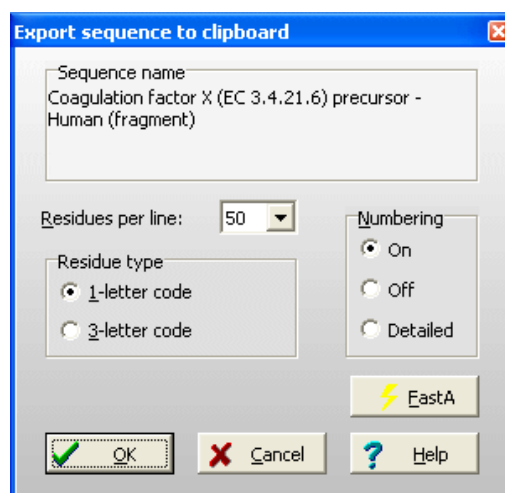 Export sequence to clipboard
Sequence name
Coagulation factor X (EC 3.4.21.6) precursor -
Human (fragment)
Residues per line: 50
Numbering
On
Residue type
1-letter code
Off
3-letter code
Detailed
FastA
OK
Cancel
Help